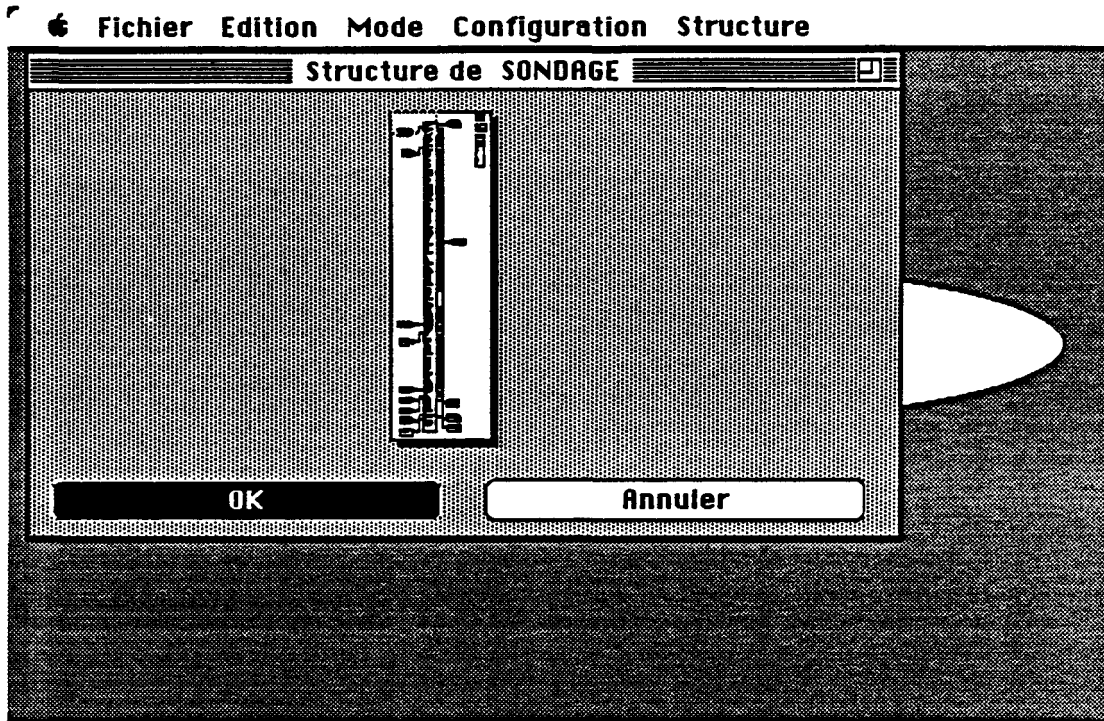 Fichier Edition Mode Configuration Structure
Structure de SONDAGE
OK Annuler